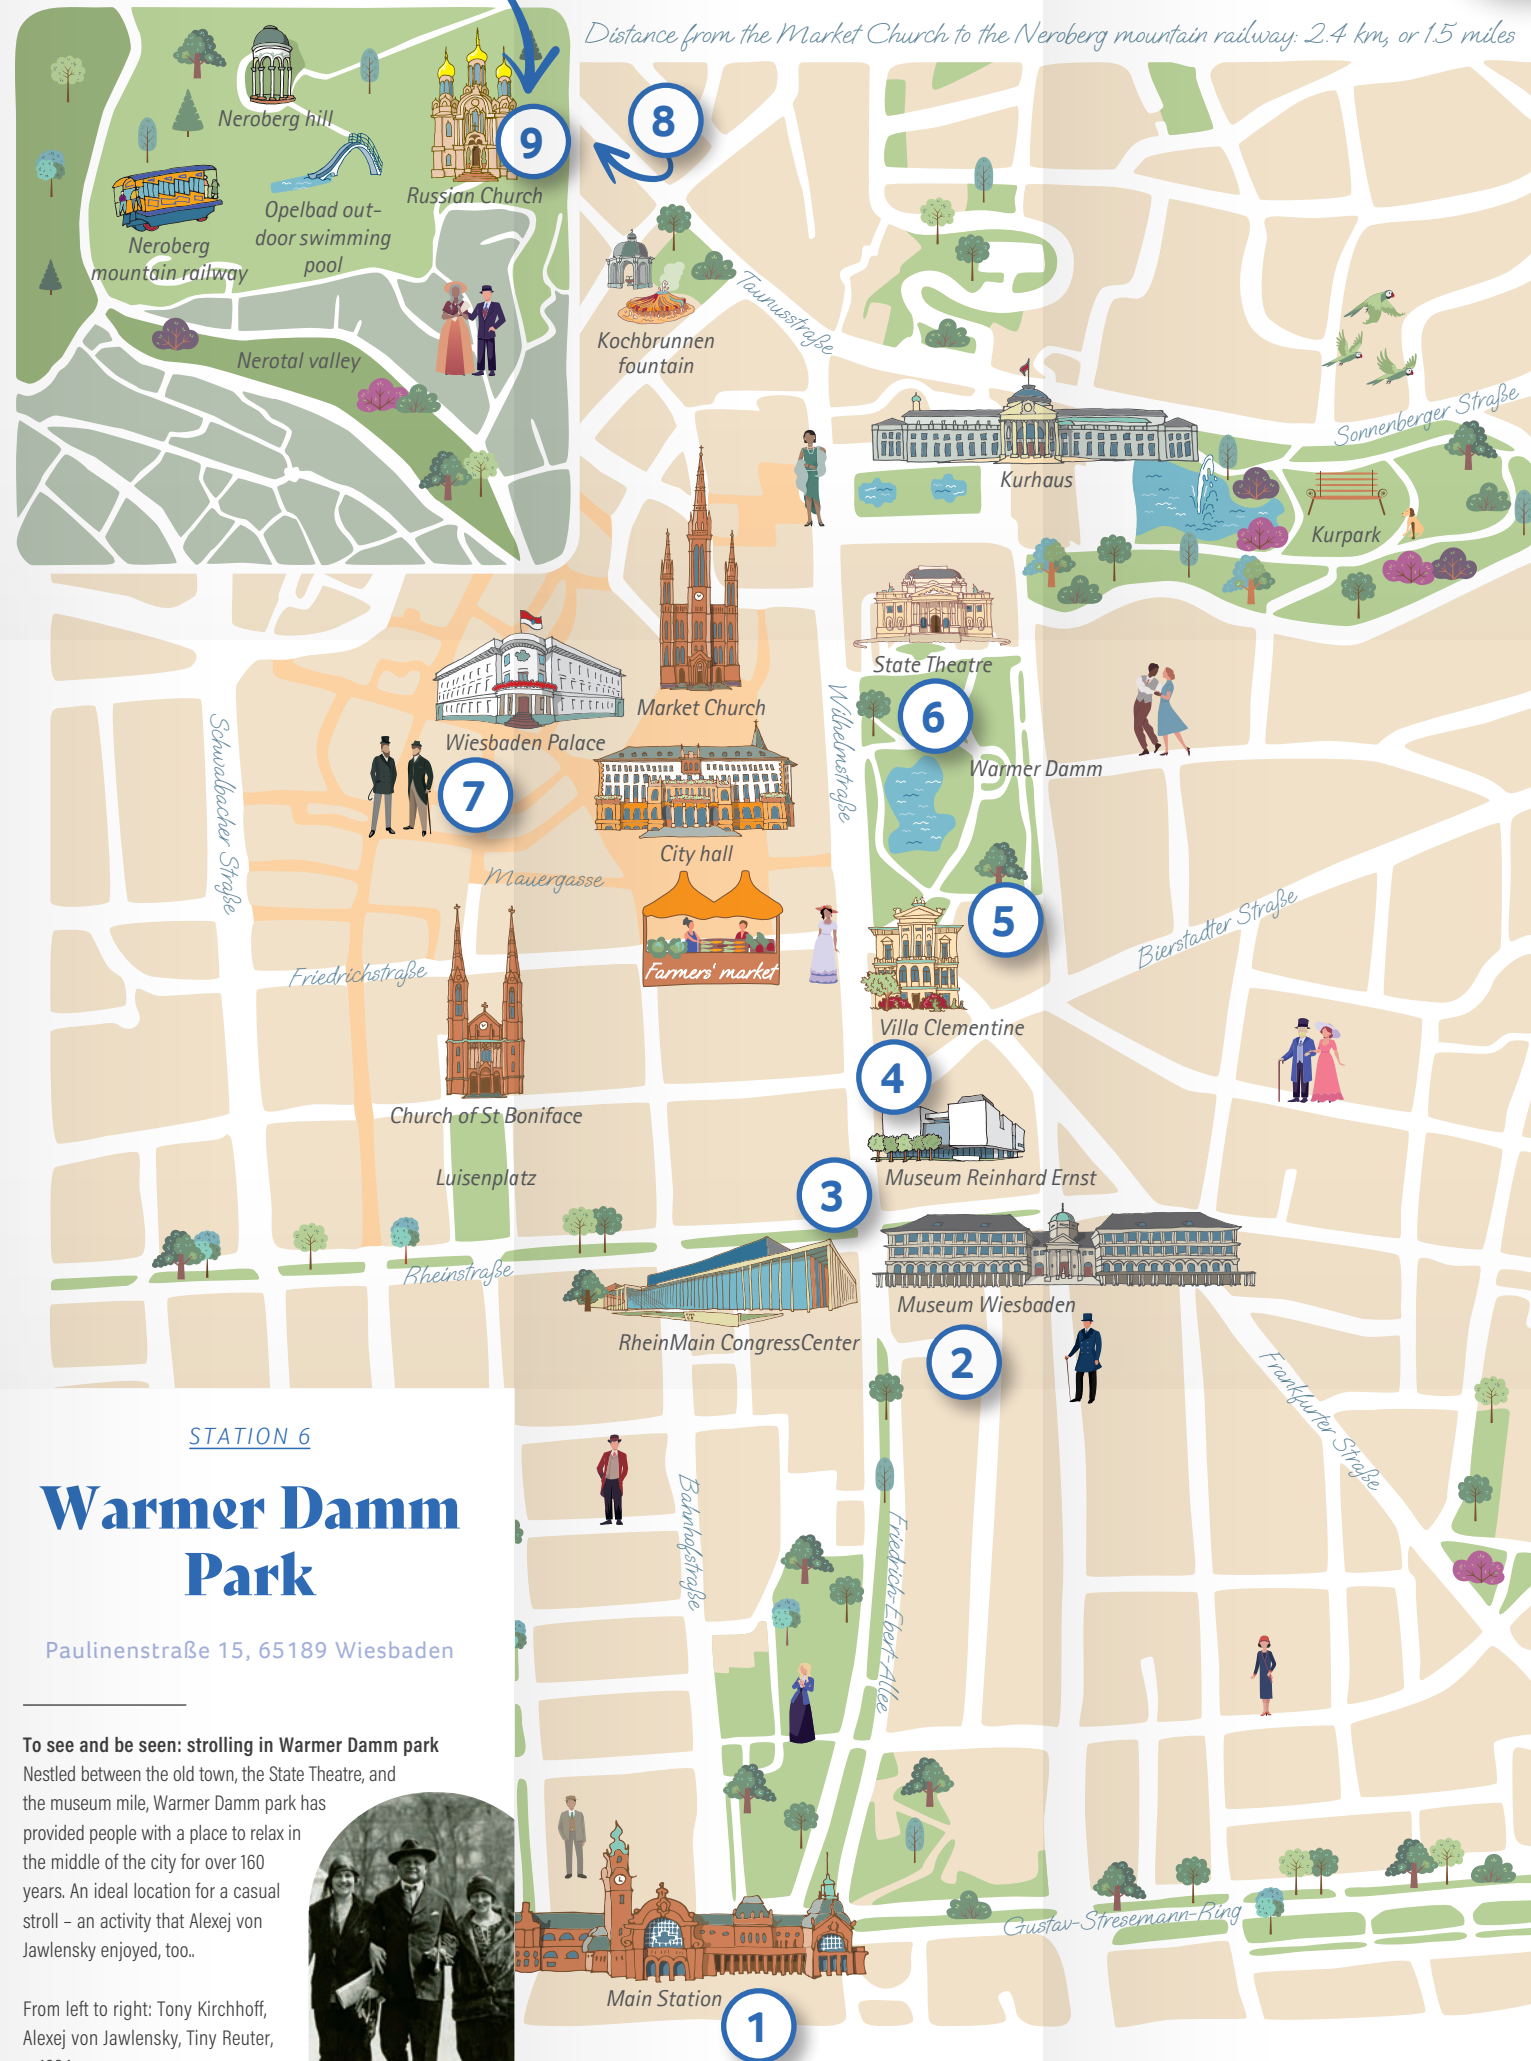 Distance from the Market Church to the Neroberg mountain railway: 2.4 km, or 1.5 miles
8
9
Neroberg hill
Russian Church
Opelbad out-
door swimming
pool
Neroberg
mountain railway
Nerotal valley
Kochbrunnen
fountain
Taunusstraße
Sonnenberger Straße
Kurhaus
Kurpark
State Theatre
6
Warmer Damm
Wilhelmstraße
Market Church
Wiesbaden Palace
7
City hall
Schwalbacher Straße
Mauergasse
Farmers' market
5
Bierstadter Straße
Friedrichstraße
Villa Clementine
4
Church of St Boniface
Luisenplatz
Museum Reinhard Ernst
3
Rheinstraße
Museum Wiesbaden
RheinMain CongressCenter
2
Frankfurter Straße
Bahnhofstraße
Friedrich-Ebert-Allee
Gustav-Stresemann-Ring
Main Station
1
STATION 6
Warmer Damm
Park
Paulinenstraße 15, 65189 Wiesbaden
To see and be seen: strolling in Warmer Damm park
Nestled between the old town, the State Theatre, and
the museum mile, Warmer Damm park has
provided people with a place to relax in
the middle of the city for over 160
years. An ideal location for a casual
stroll – an activity that Alexej von
Jawlensky enjoyed, too..
From left to right: Tony Kirchhoff,
Alexej von Jawlensky, Tiny Reuter,